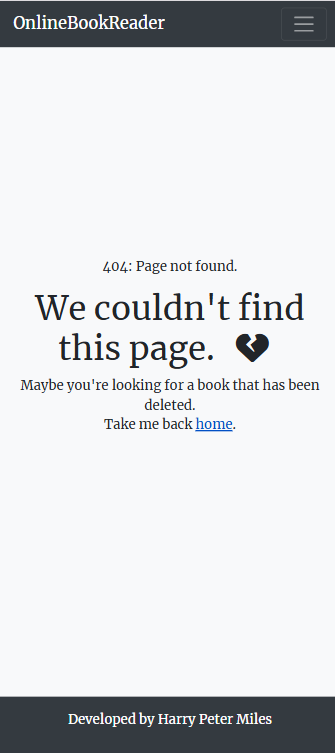 OnlineBookReader
404: Page not found.
We couldn't find
this page.
Maybe you're looking for a book that has been
deleted.
Take me back home.
Developed by Harry Peter Miles